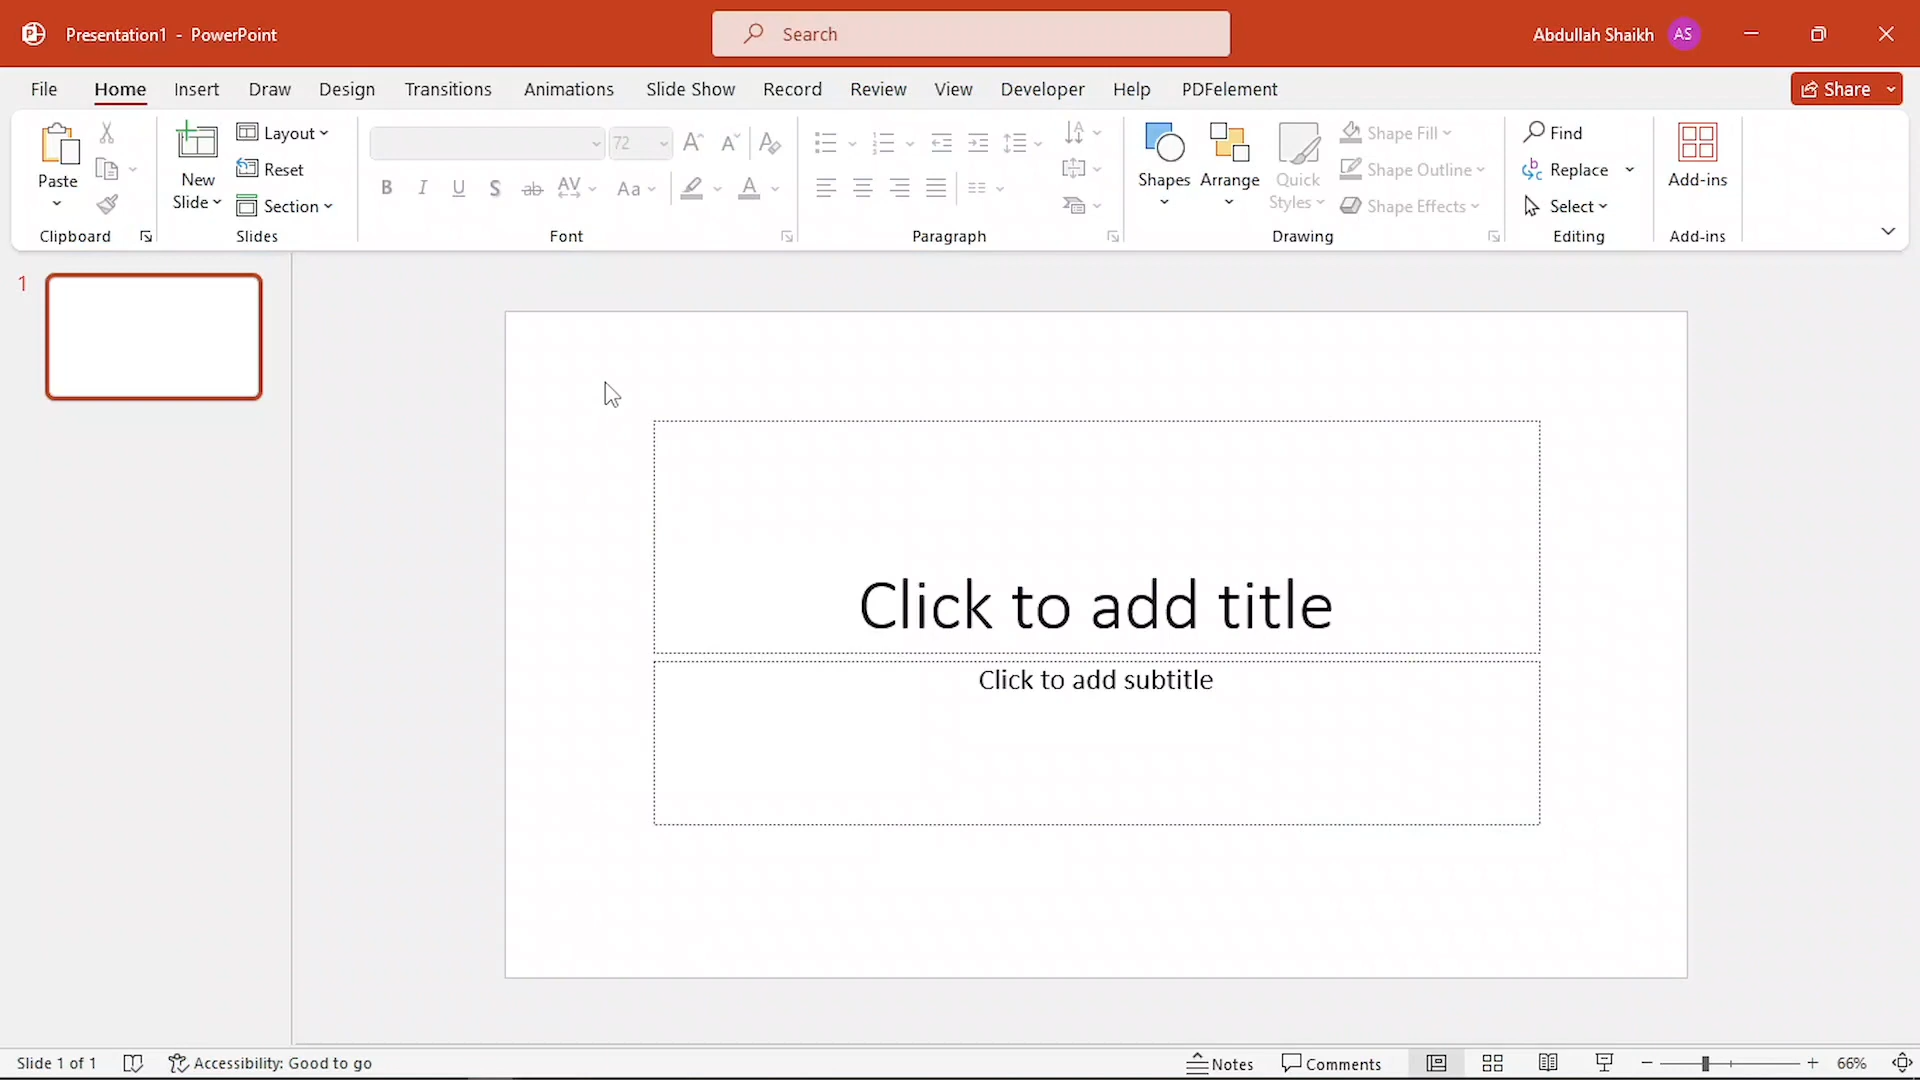 Presentation1 - PowerPoint
Search
Abdullah Shaikh AS
File Home Insert Draw Design Transitions Animations Slide Show Record Review View Developer Help PDFelement Share
Paste
Clipboard
New Slide
Layout
Reset
Section
Slides
72
B I U S ab AV Aa A
Font
Paragraph
Shapes
Arrange
Quick Styles
Shape Fill
Shape Outline
Shape Effects
Drawing
Find
Replace
Select
Editing
Add-ins
Add-ins
1
Click to add title
Click to add subtitle
Slide 1 of 1 Accessibility: Good to go Notes Comments 66%